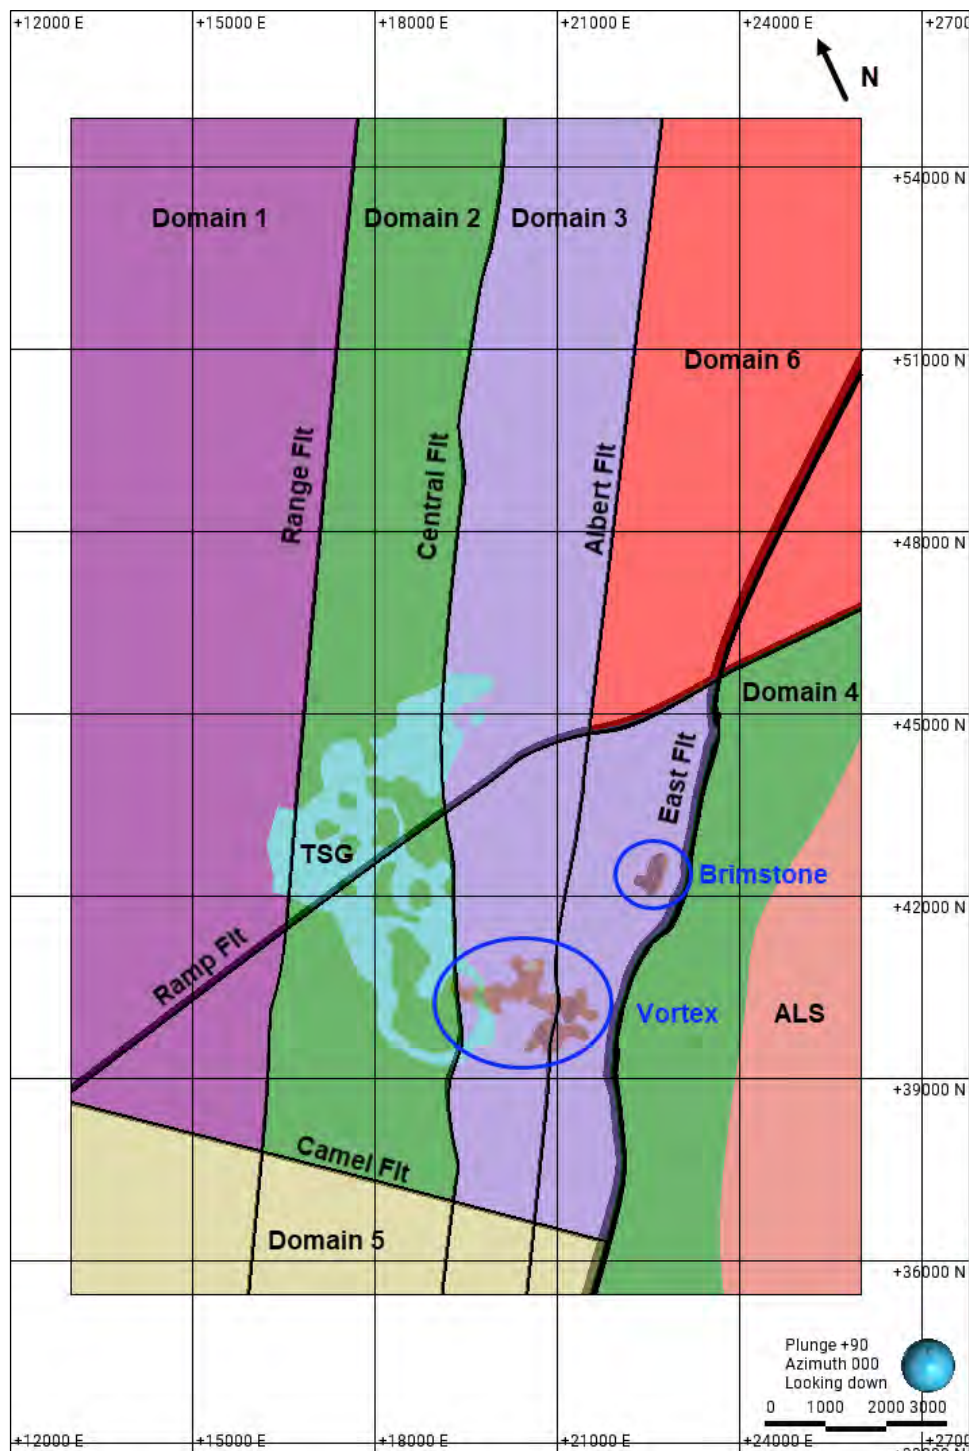 +12000 E +15000 E +18000 E +21000 E +24000 E +2700
N
+54000 N
Domain 1 Domain 2 Domain 3
+51000 N
Domain 6
Range Flt
Central Flt
Albert Flt
+48000 N
Domain 4
+45000 N
East Flt
TSG
Brimstone
+42000 N
Ramp Flt
Vortex ALS
+39000 N
Camel Flt
Domain 5
+36000 N
Plunge +90
Azimuth 000
Looking down
0 1000 2000 3000
+12000 E +15000 E +18000 E +21000 E +24000 E +2700